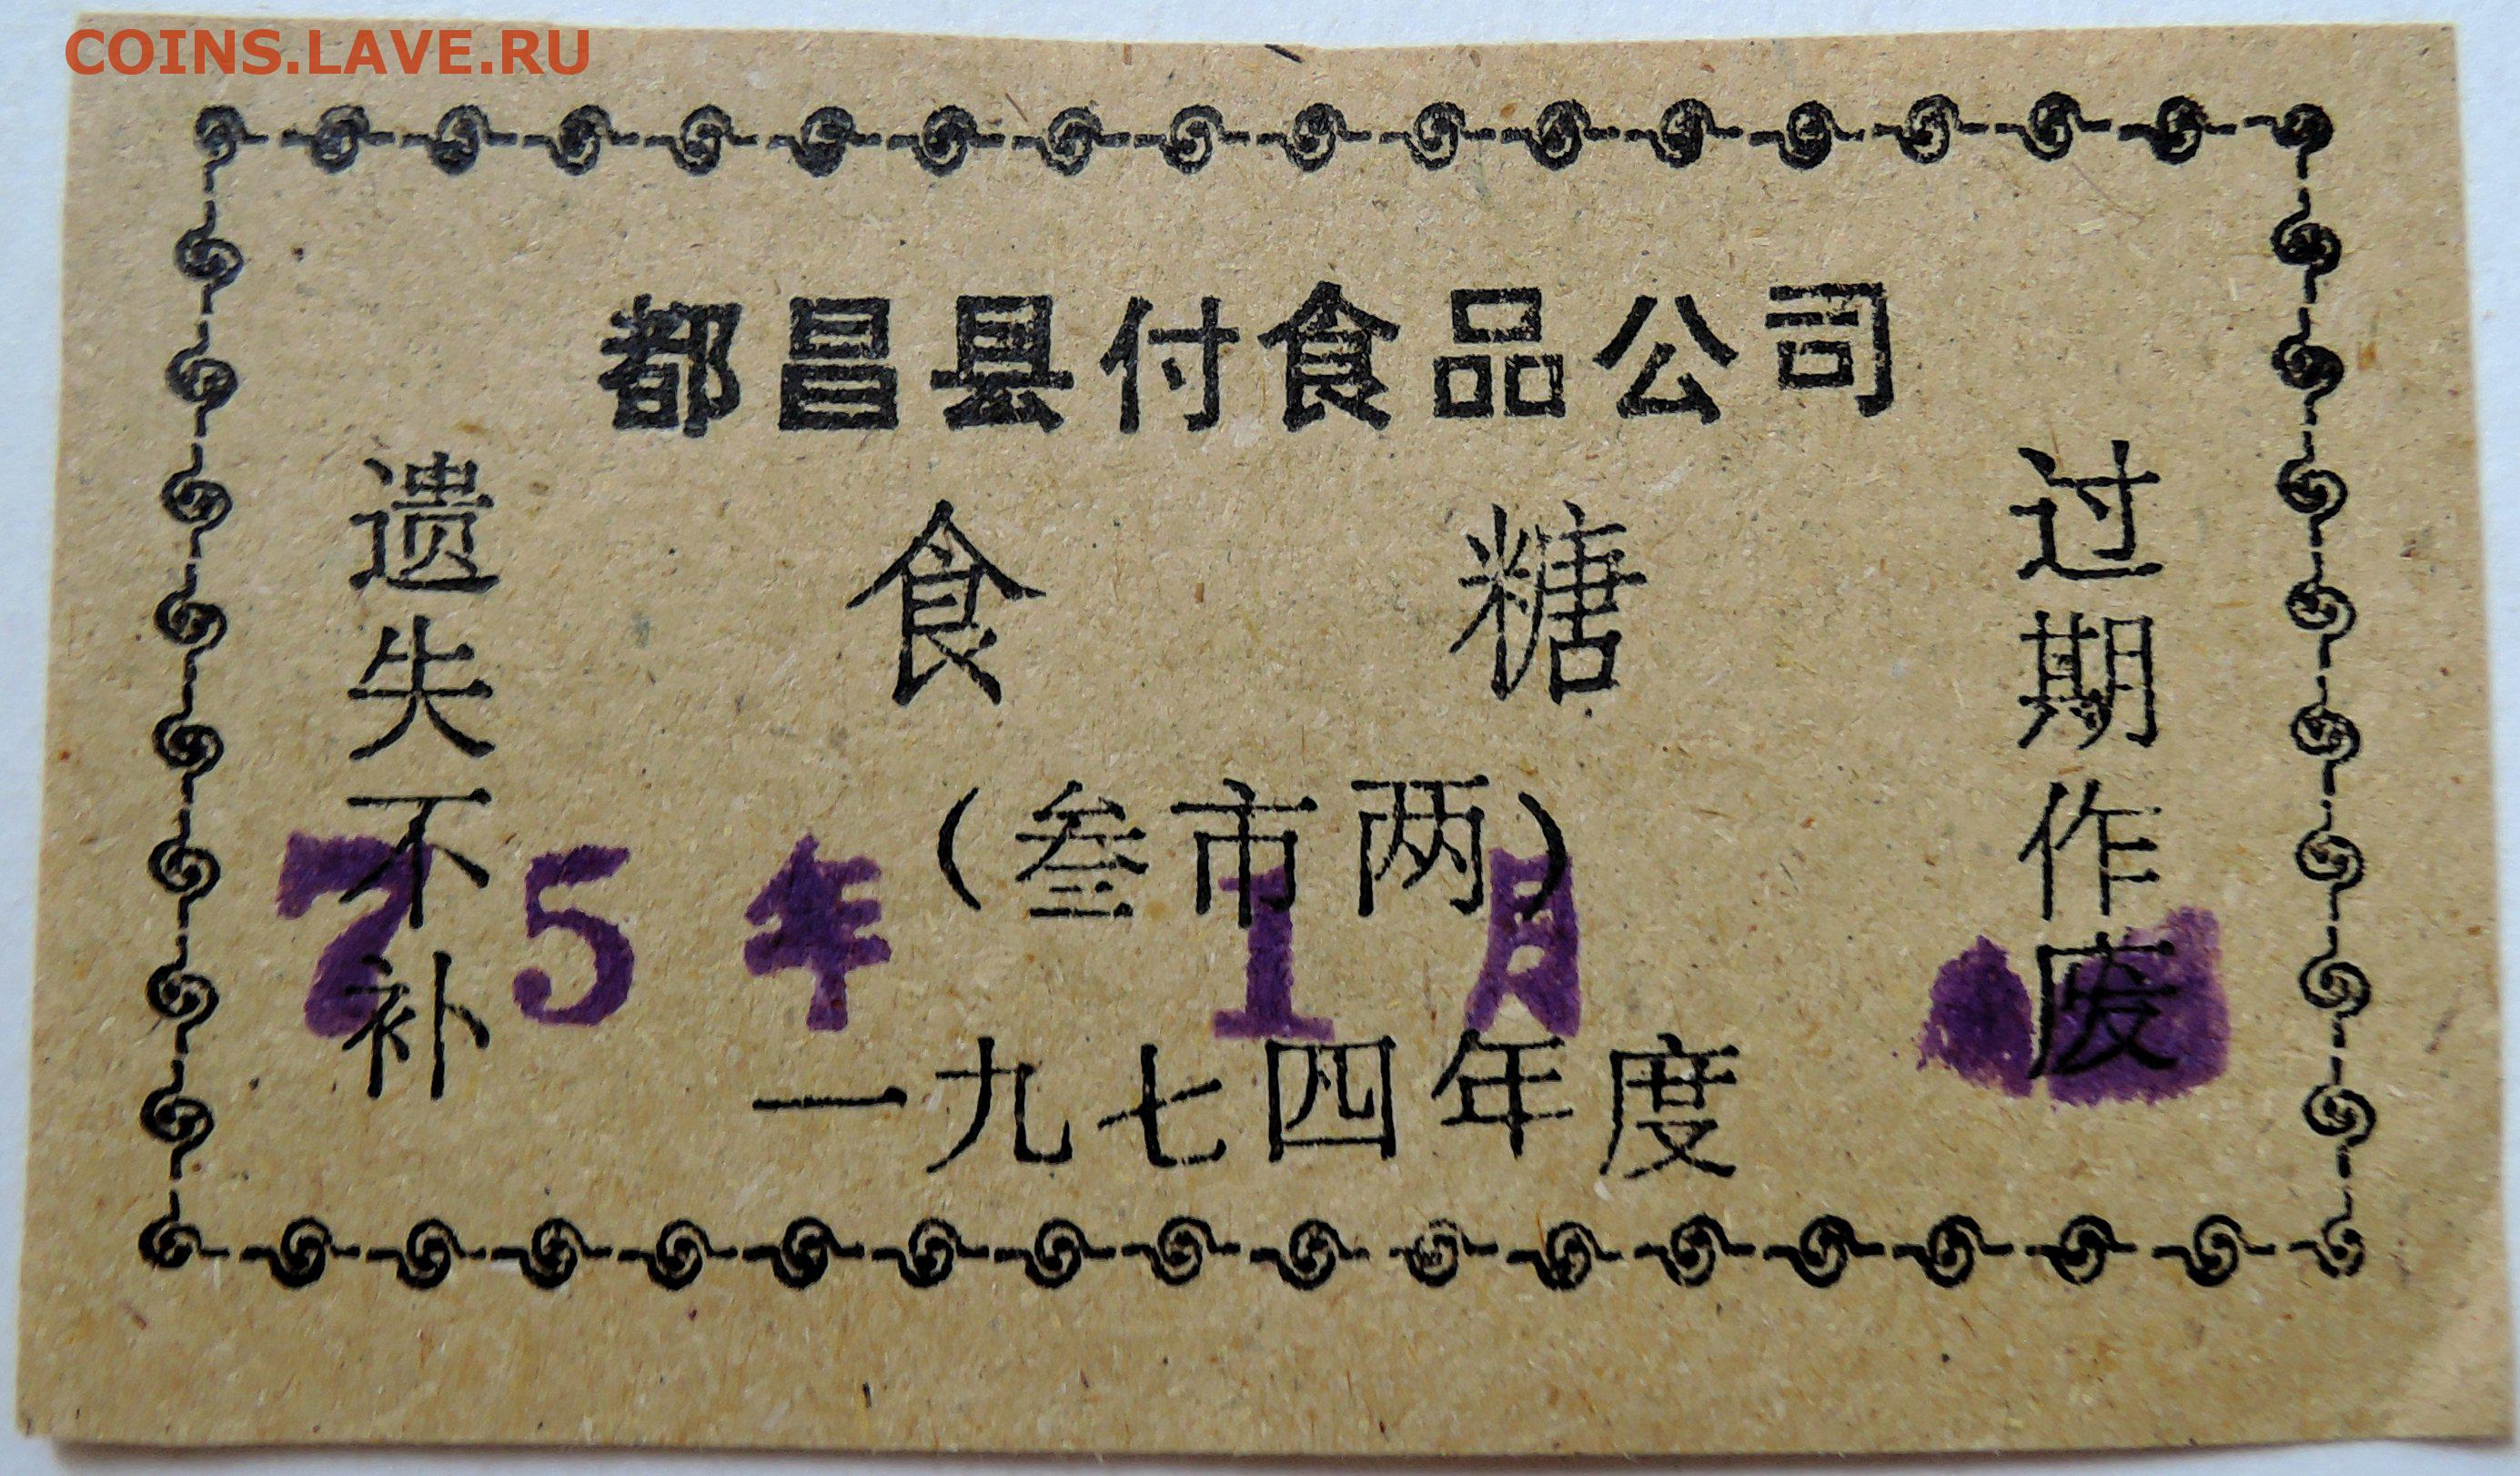 COINS.LAVE.RU
都昌县付食品公司
食糖
(叁市两)
75年1月
一九七四年度
遗失不补
过期作废